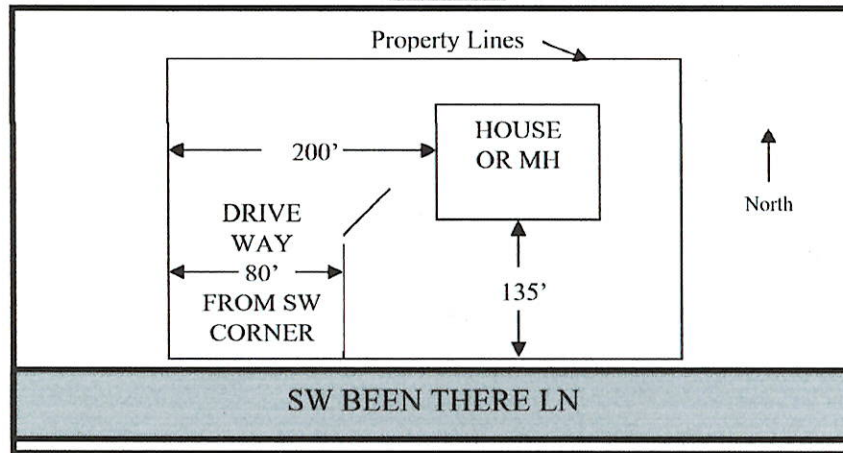 Property Lines
HOUSE
OR MH
200'
North
DRIVE
WAY
80'
FROM SW
CORNER
135'
SW BEEN THERE LN